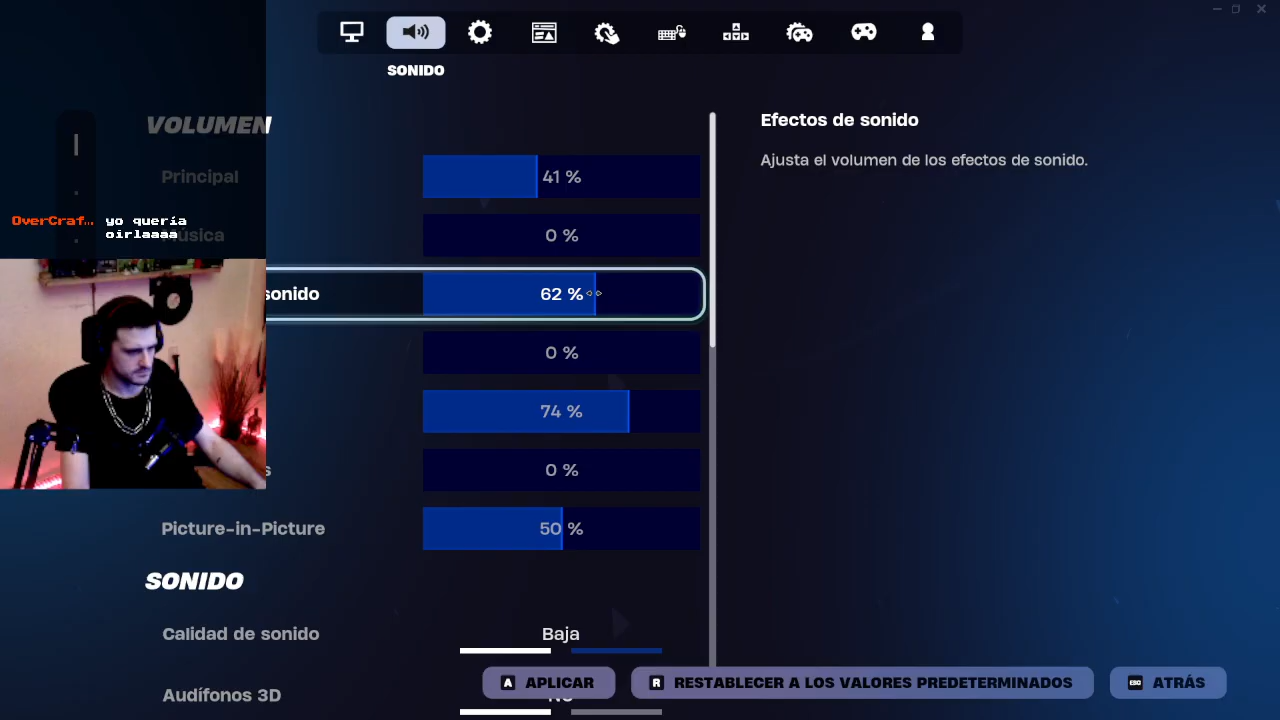 SONIDO
VOLUMEN
Principal
41 %
Música
0 %
sonido
62 %
0 %
74 %
s
0 %
Picture-in-Picture
50 %
SONIDO
Calidad de sonido
Baja
Audífonos 3D
Efectos de sonido
Ajusta el volumen de los efectos de sonido.
OverCraf… yo quería
oirlaaaa
A APLICAR
R RESTABLECER A LOS VALORES PREDETERMINADOS
ESC ATRÁS